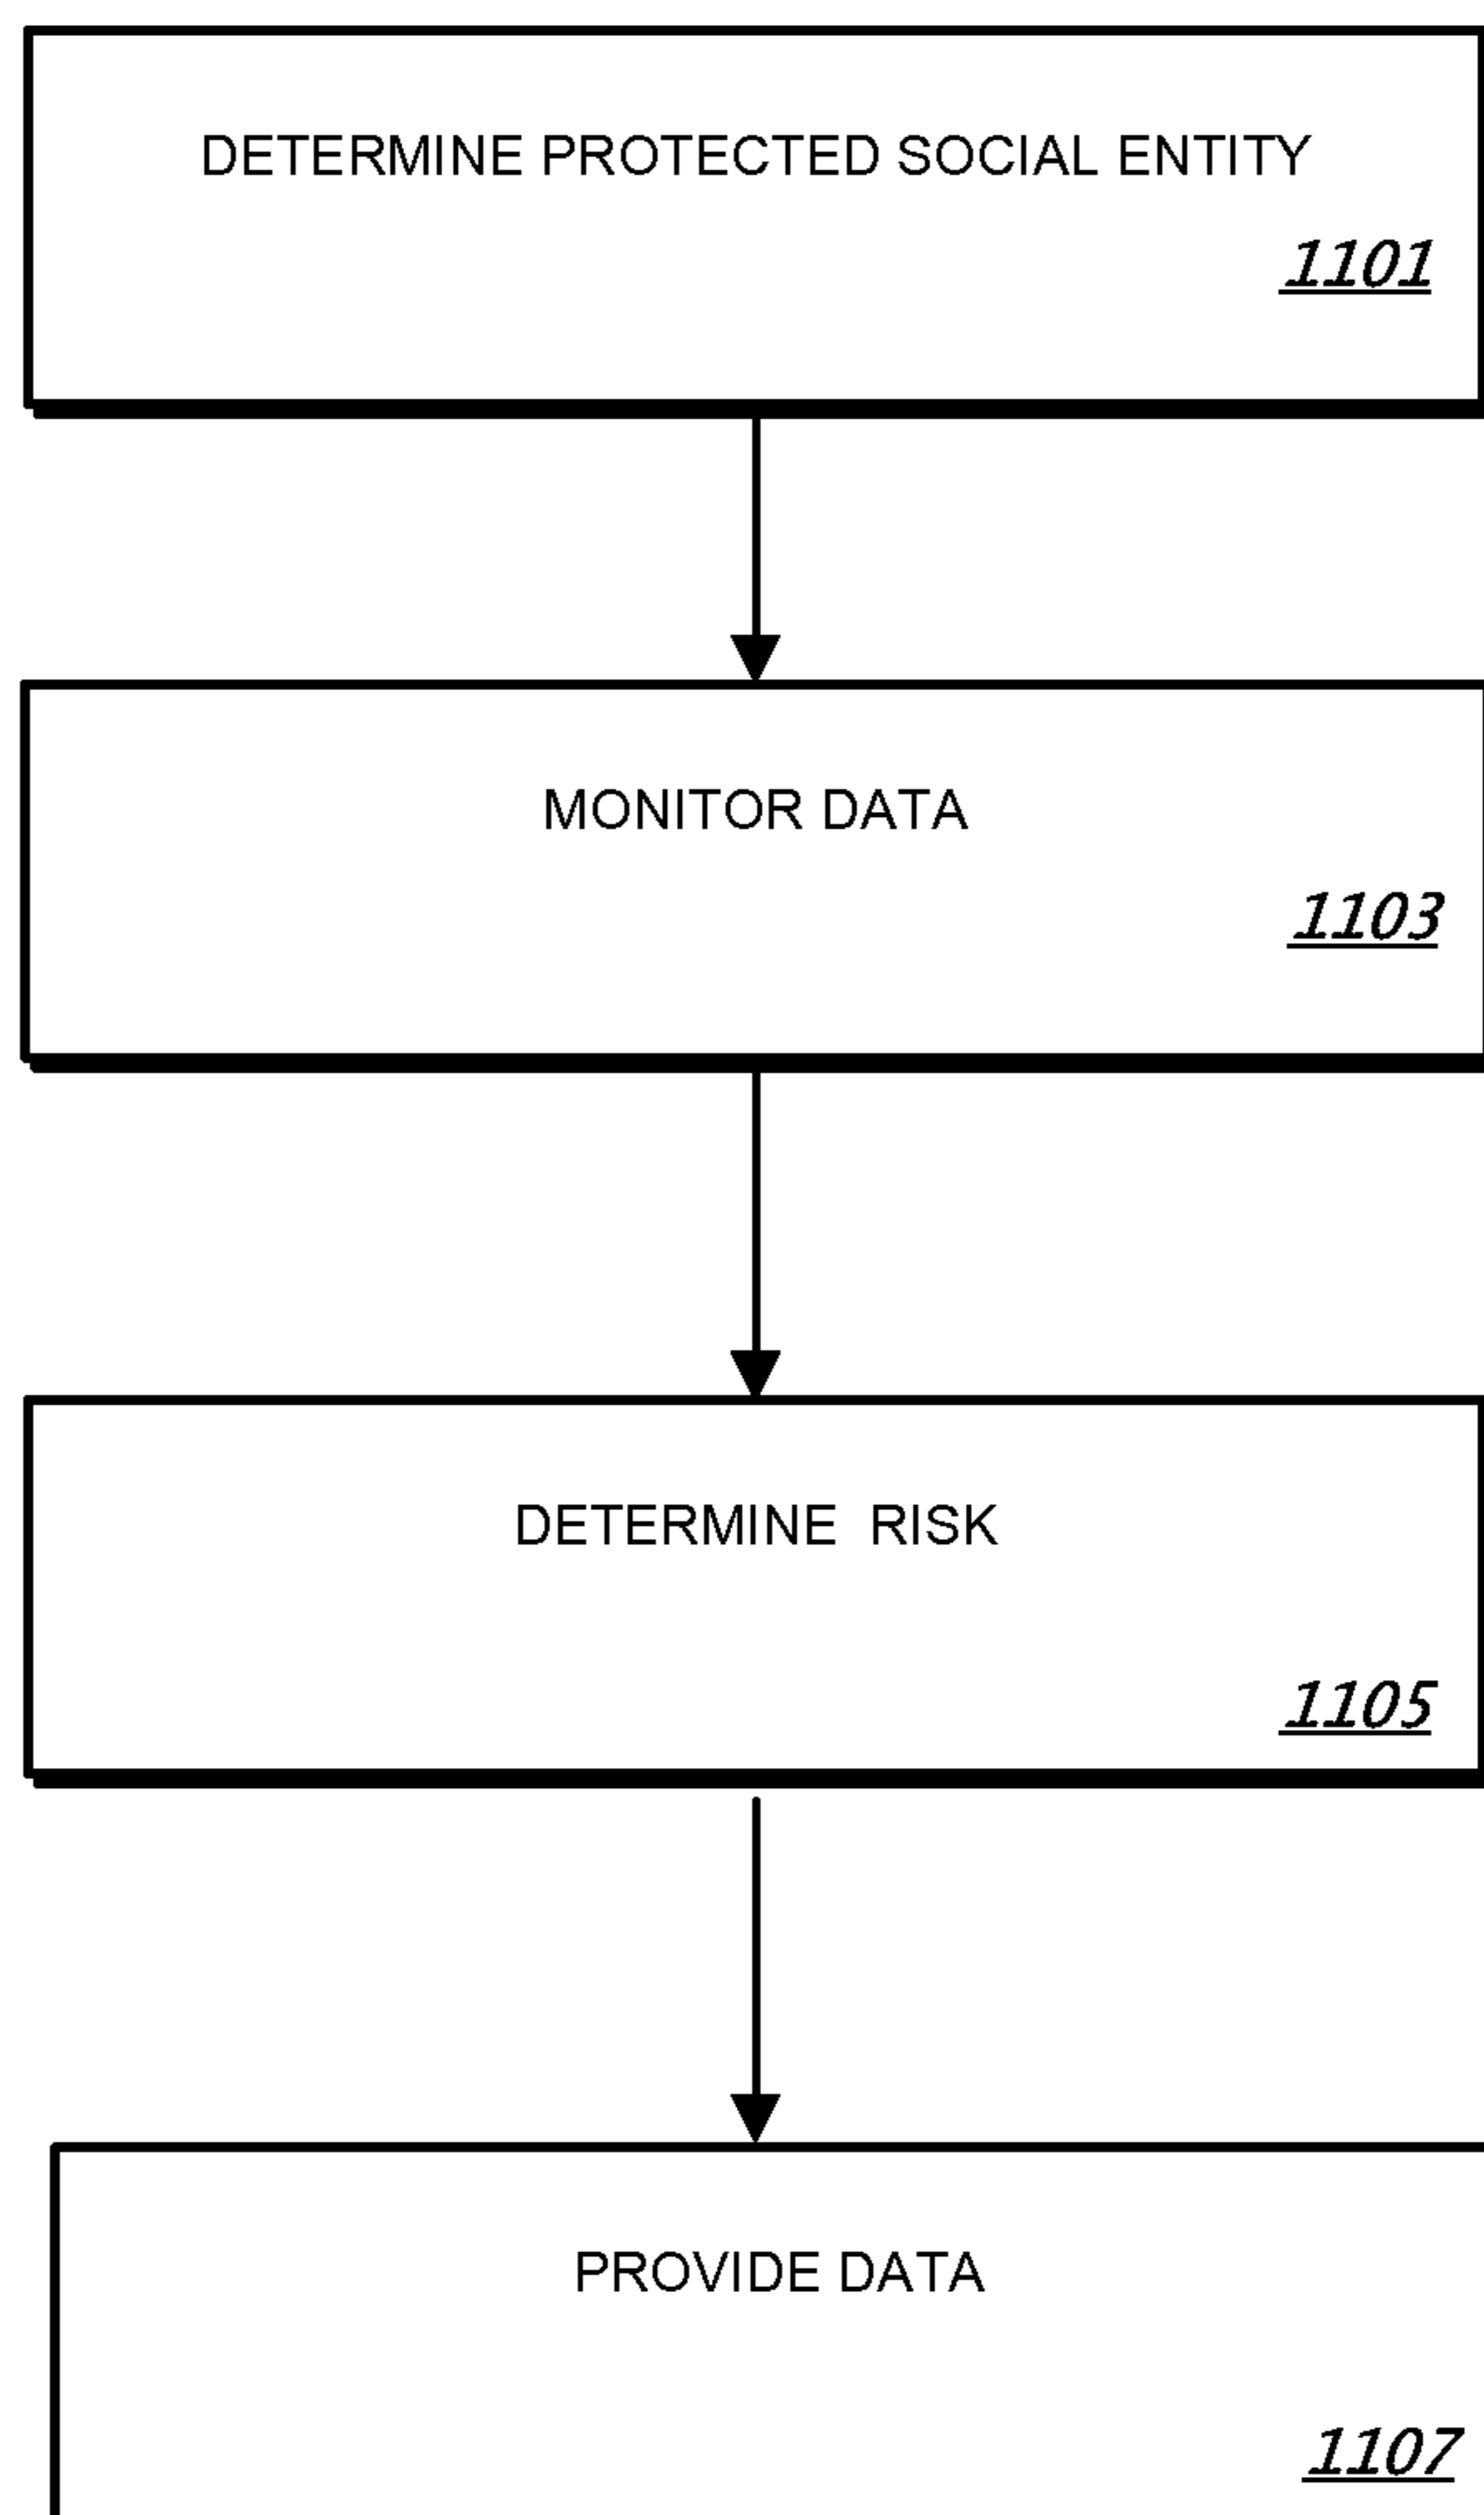 DETERMINE PROTECTED SOCIAL ENTITY
1101
MONITOR DATA
1103
DETERMINE RISK
1105
PROVIDE DATA
1107